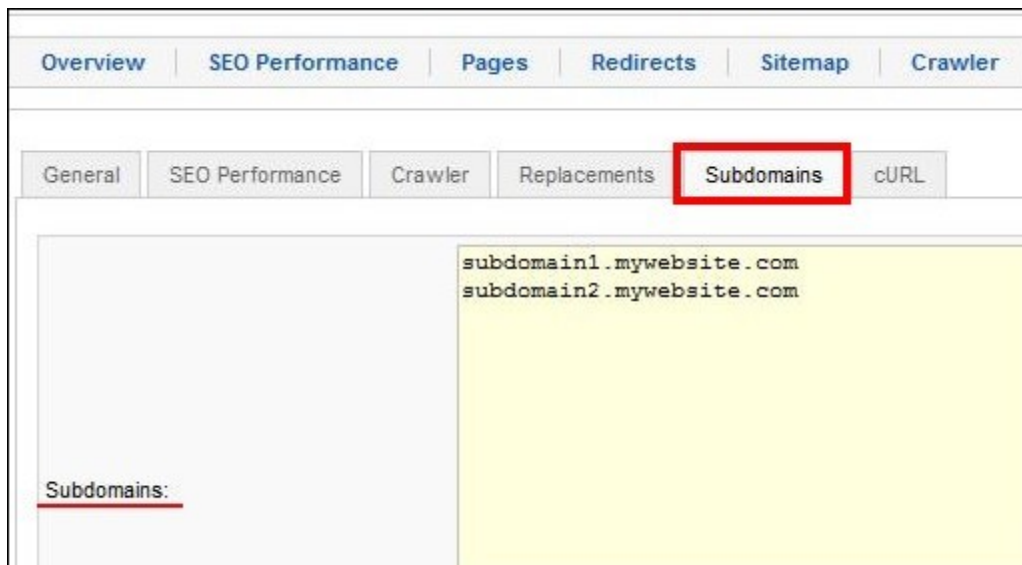 Overview SEO Performance Pages Redirects Sitemap Crawler
General SEO Performance Crawler Replacements Subdomains cURL
subdomain1.mywebsite.com
subdomain2.mywebsite.com
Subdomains: